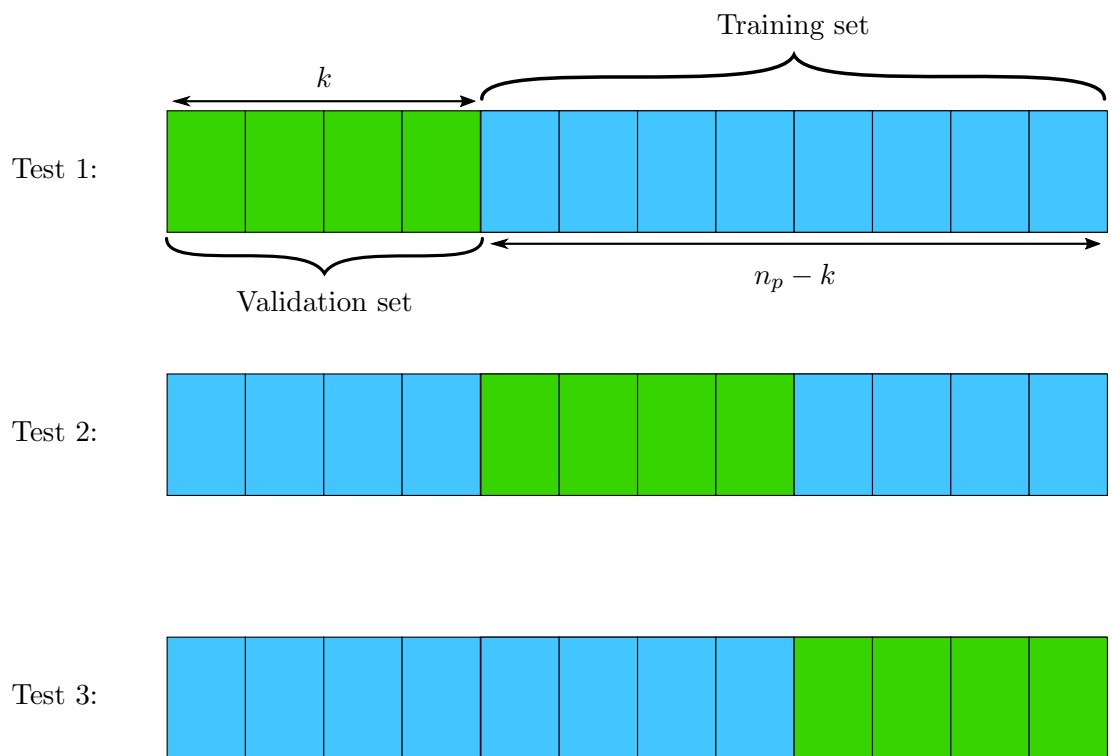 Training set
k
Test 1:
n_p − k
Validation set
Test 2:
Test 3: